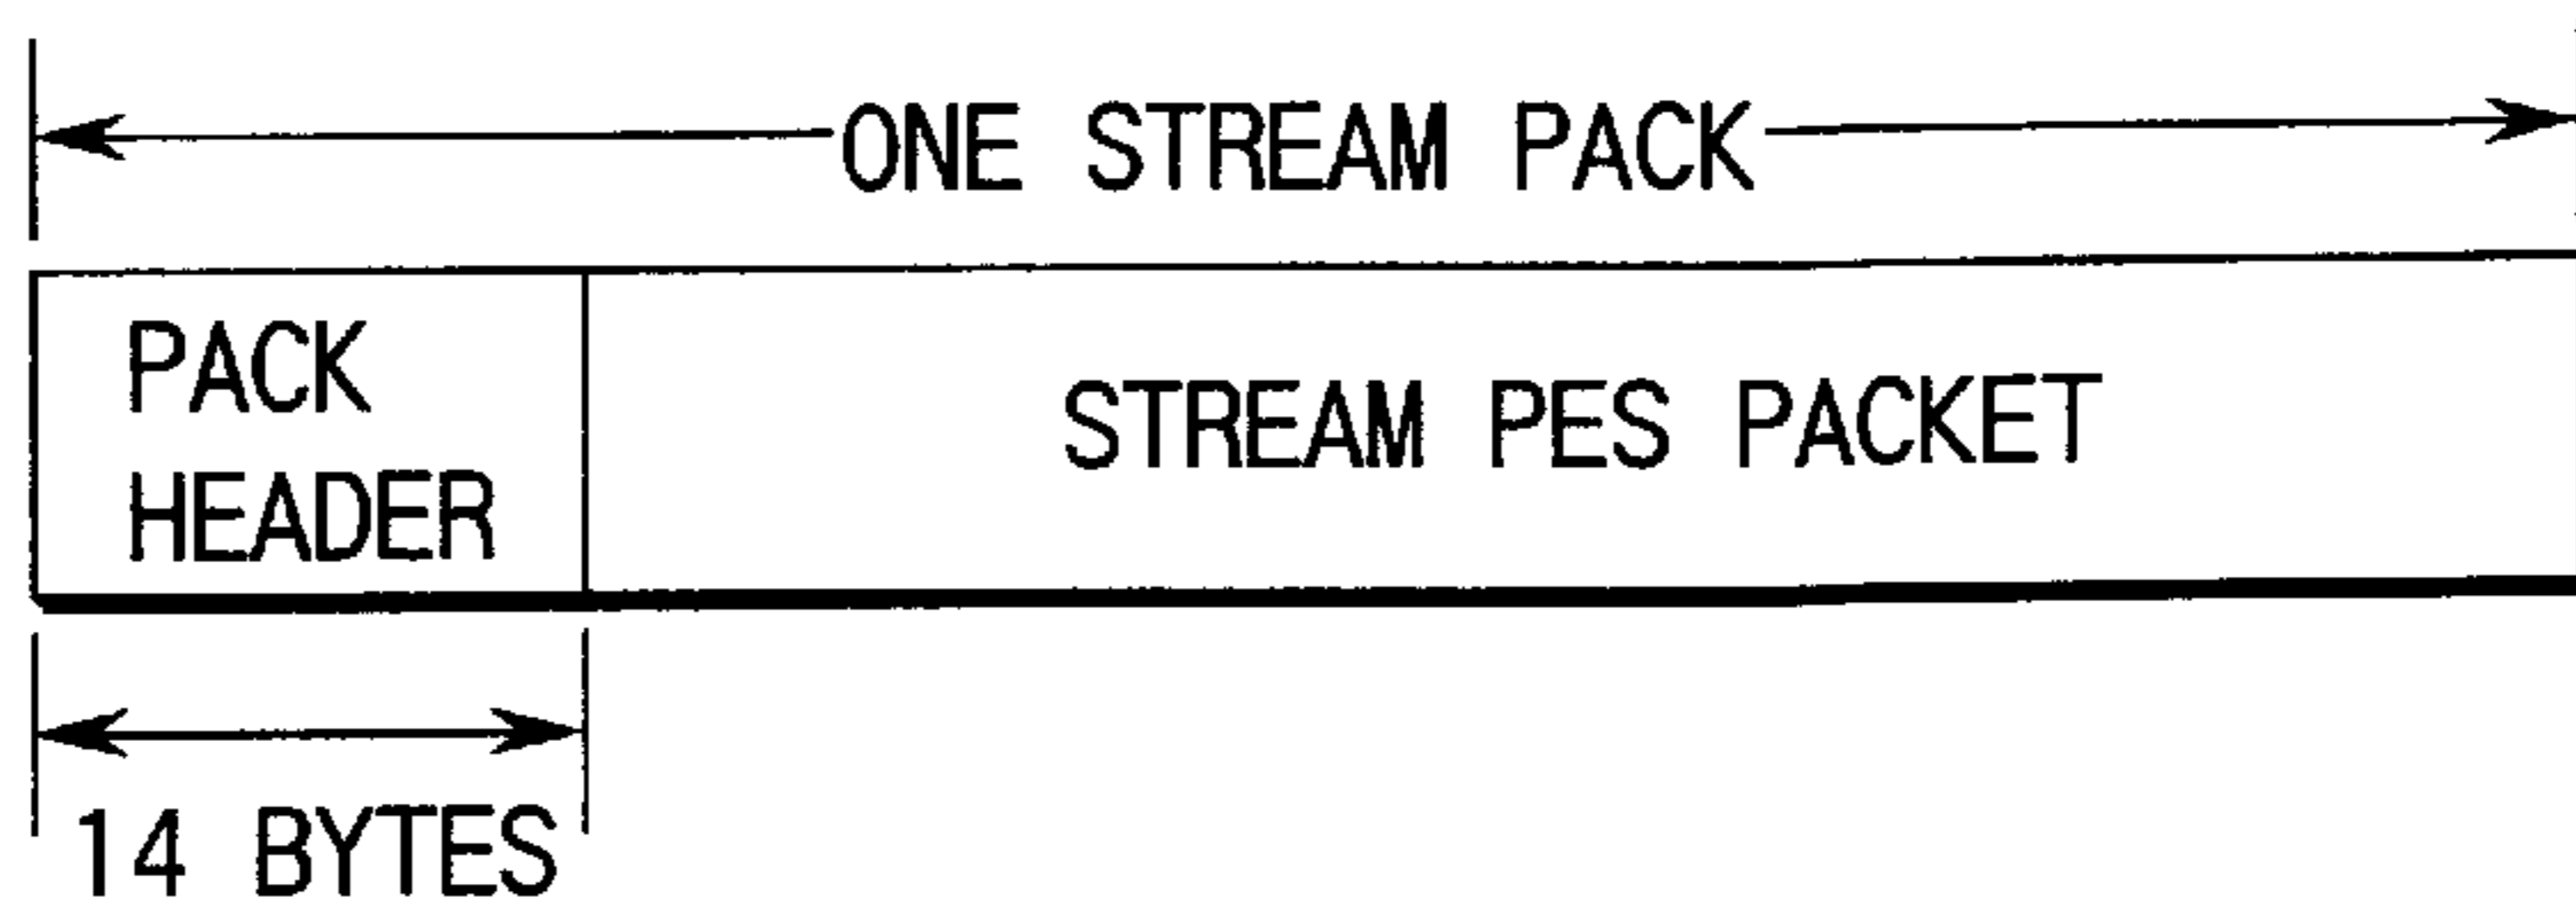 ONE STREAM PACK
PACK
HEADER
STREAM PES PACKET
14 BYTES